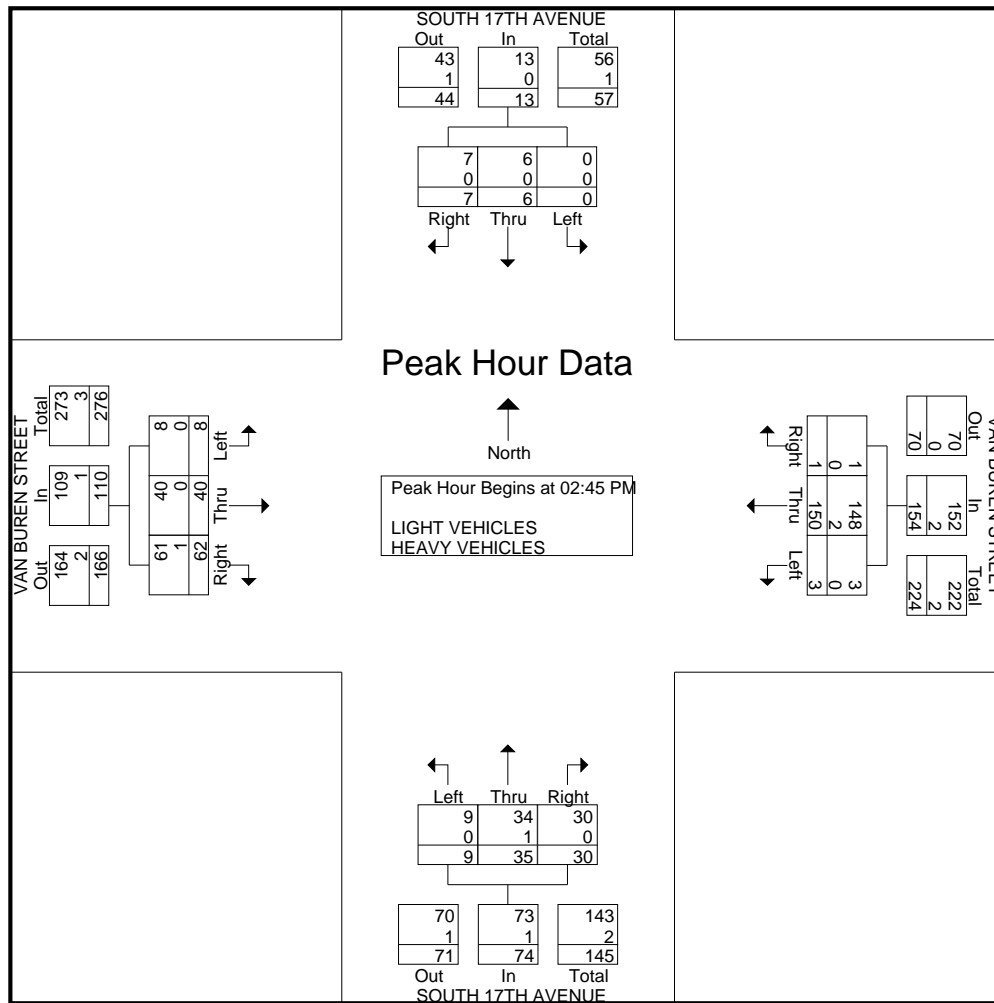 SOUTH 17TH AVENUE
Out In Total
43 13 56
1 0 1
44 13 57
7 6 0
0 0 0
7 6 0
Right Thru Left
Peak Hour Data
North
Peak Hour Begins at 02:45 PM
LIGHT VEHICLES
HEAVY VEHICLES
VAN BUREN STREET
Out In Total
164 109 273
2 1 3
166 110 276
61 40 8
1 0 0
62 40 8
Right Thru Left
VAN BUREN STREET
Out In Total
70 152 222
0 2 2
70 154 224
1 148 3
0 2 0
1 150 3
Right Thru Left
Left Thru Right
9 34 30
0 1 0
9 35 30
70 73 143
1 1 2
71 74 145
Out In Total
SOUTH 17TH AVENUE